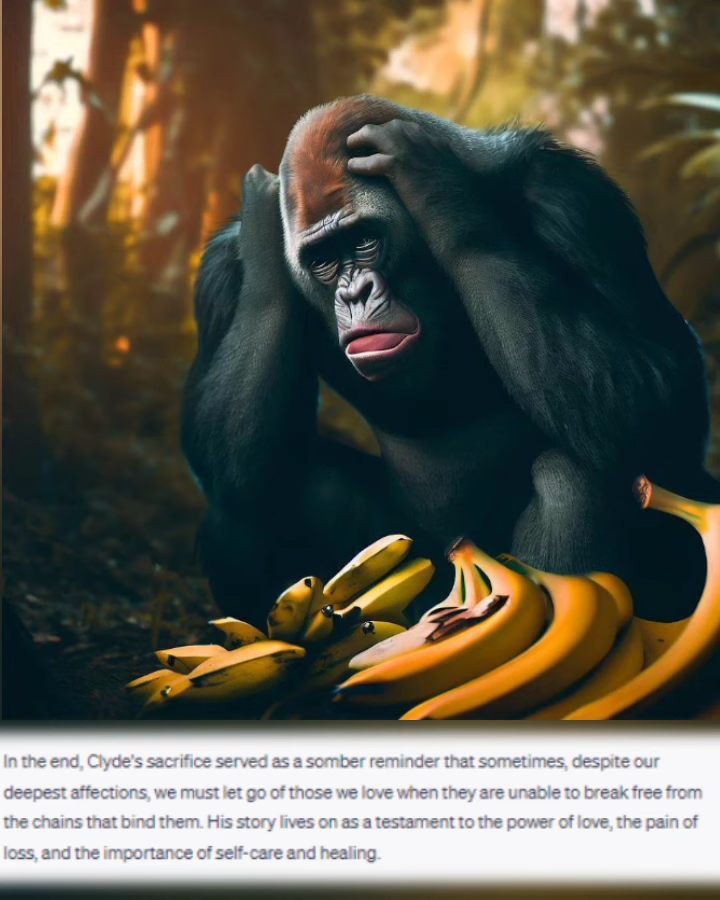 In the end, Clyde's sacrifice served as a somber reminder that sometimes, despite our
deepest affections, we must let go of those we love when they are unable to break free from
the chains that bind them. His story lives on as a testament to the power of love, the pain of
loss, and the importance of self-care and healing.